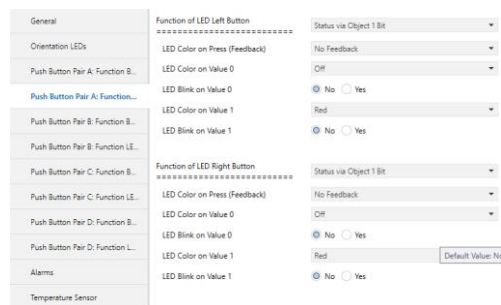 General
Orientation LEDs
Push Button Pair A: Function B...
Push Button Pair A: Function...
Push Button Pair B: Function B...
Push Button Pair B: Function LE...
Push Button Pair C: Function B...
Push Button Pair C: Function LE...
Push Button Pair D: Function B...
Push Button Pair D: Function L...
Alarms
Temperature Sensor
Function of LED Left Button Status via Object 1 Bit
==========================
LED Color on Press (Feedback) No Feedback
LED Color on Value 0 Off
LED Blink on Value 0 No Yes
LED Color on Value 1 Red
LED Blink on Value 1 No Yes
Function of LED Right Button Status via Object 1 Bit
==========================
LED Color on Press (Feedback) No Feedback
LED Color on Value 0 Off
LED Blink on Value 0 No Yes
LED Color on Value 1 Red Default Value: No
LED Blink on Value 1 No Yes